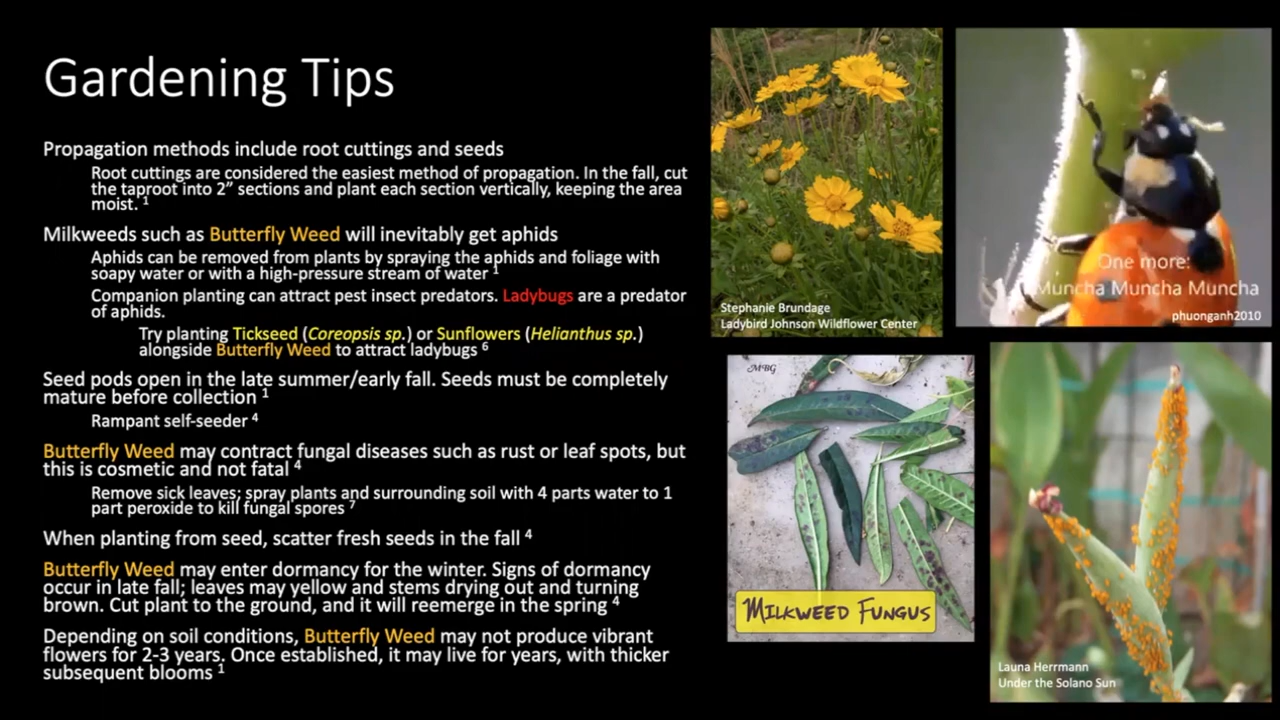 Gardening Tips
Propagation methods include root cuttings and seeds
Root cuttings are considered the easiest method of propagation. In the fall, cut
the taproot into 2” sections and plant each section vertically, keeping the area
moist. 1
Milkweeds such as Butterfly Weed will inevitably get aphids
Aphids can be removed from plants by spraying the aphids and foliage with
soapy water or with a high-pressure stream of water 1
Companion planting can attract pest insect predators. Ladybugs are a predator
of aphids.
Try planting Tickseed (Coreopsis sp.) or Sunflowers (Helianthus sp.)
alongside Butterfly Weed to attract ladybugs 6
Seed pods open in the late summer/early fall. Seeds must be completely
mature before collection 1
Rampant self-seeder 4
Butterfly Weed may contract fungal diseases such as rust or leaf spots, but
this is cosmetic and not fatal 4
Remove sick leaves; spray plants and surrounding soil with 4 parts water to 1
part peroxide to kill fungal spores 7
When planting from seed, scatter fresh seeds in the fall 4
Butterfly Weed may enter dormancy for the winter. Signs of dormancy
occur in late fall; leaves may yellow and stems drying out and turning
brown. Cut plant to the ground, and it will reemerge in the spring 4
Depending on soil conditions, Butterfly Weed may not produce vibrant
flowers for 2-3 years. Once established, it may live for years, with thicker
subsequent blooms 1
Stephanie Brundage
Ladybird Johnson Wildflower Center
One more:
Muncha Muncha Muncha
phuonganh2010
MBG
Milkweed Fungus
Launa Herrmann
Under the Solano Sun